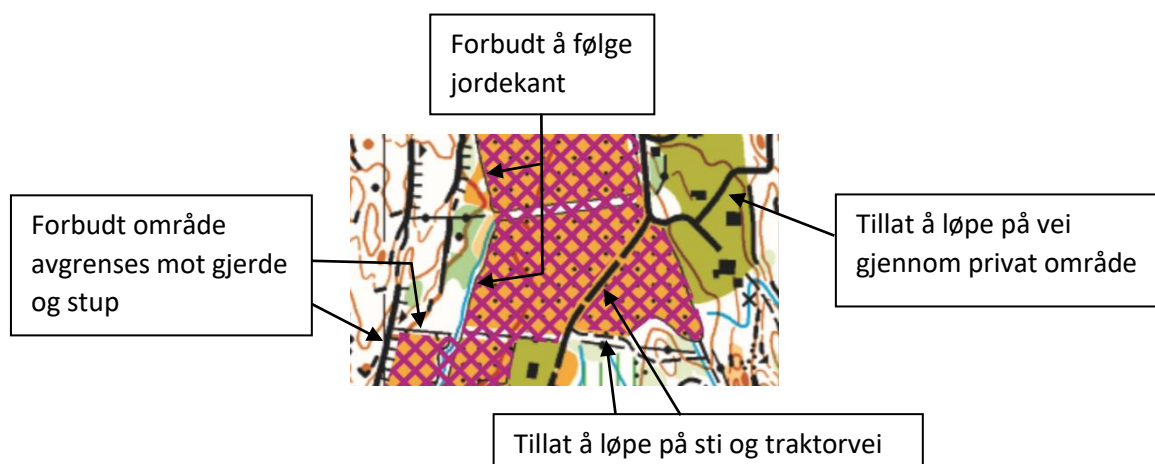 Forbudt å følge
jordekant
Forbudt område
avgrenses mot gjerde
og stup
Tillat å løpe på vei
gjennom privat område
Tillat å løpe på sti og traktorvei